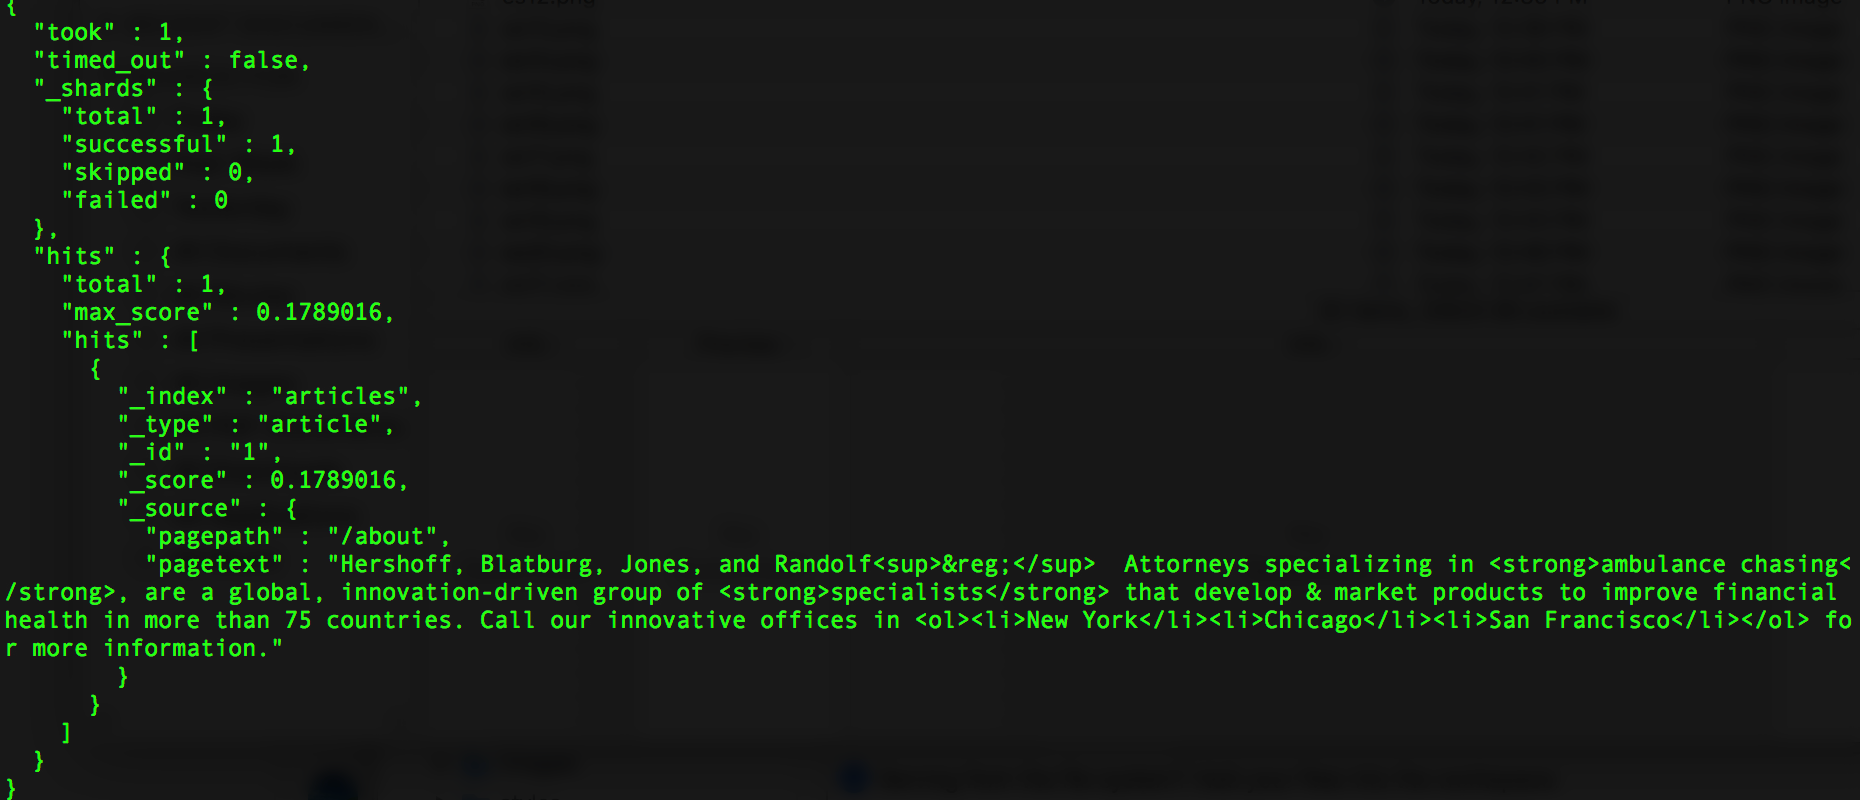 {
  "took" : 1,
  "timed_out" : false,
  "_shards" : {
    "total" : 1,
    "successful" : 1,
    "skipped" : 0,
    "failed" : 0
  },
  "hits" : {
    "total" : 1,
    "max_score" : 0.1789016,
    "hits" : [
      {
        "_index" : "articles",
        "_type" : "article",
        "_id" : "1",
        "_score" : 0.1789016,
        "_source" : {
          "pagepath" : "/about",
          "pagetext" : "Hershoff, Blatburg, Jones, and Randolf<sup>&reg;</sup>  Attorneys specializing in <strong>ambulance chasing<
/strong>, are a global, innovation-driven group of <strong>specialists</strong> that develop & market products to improve financial
health in more than 75 countries. Call our innovative offices in <ol><li>New York</li><li>Chicago</li><li>San Francisco</li></ol> fo
r more information."
        }
      }
    ]
  }
}